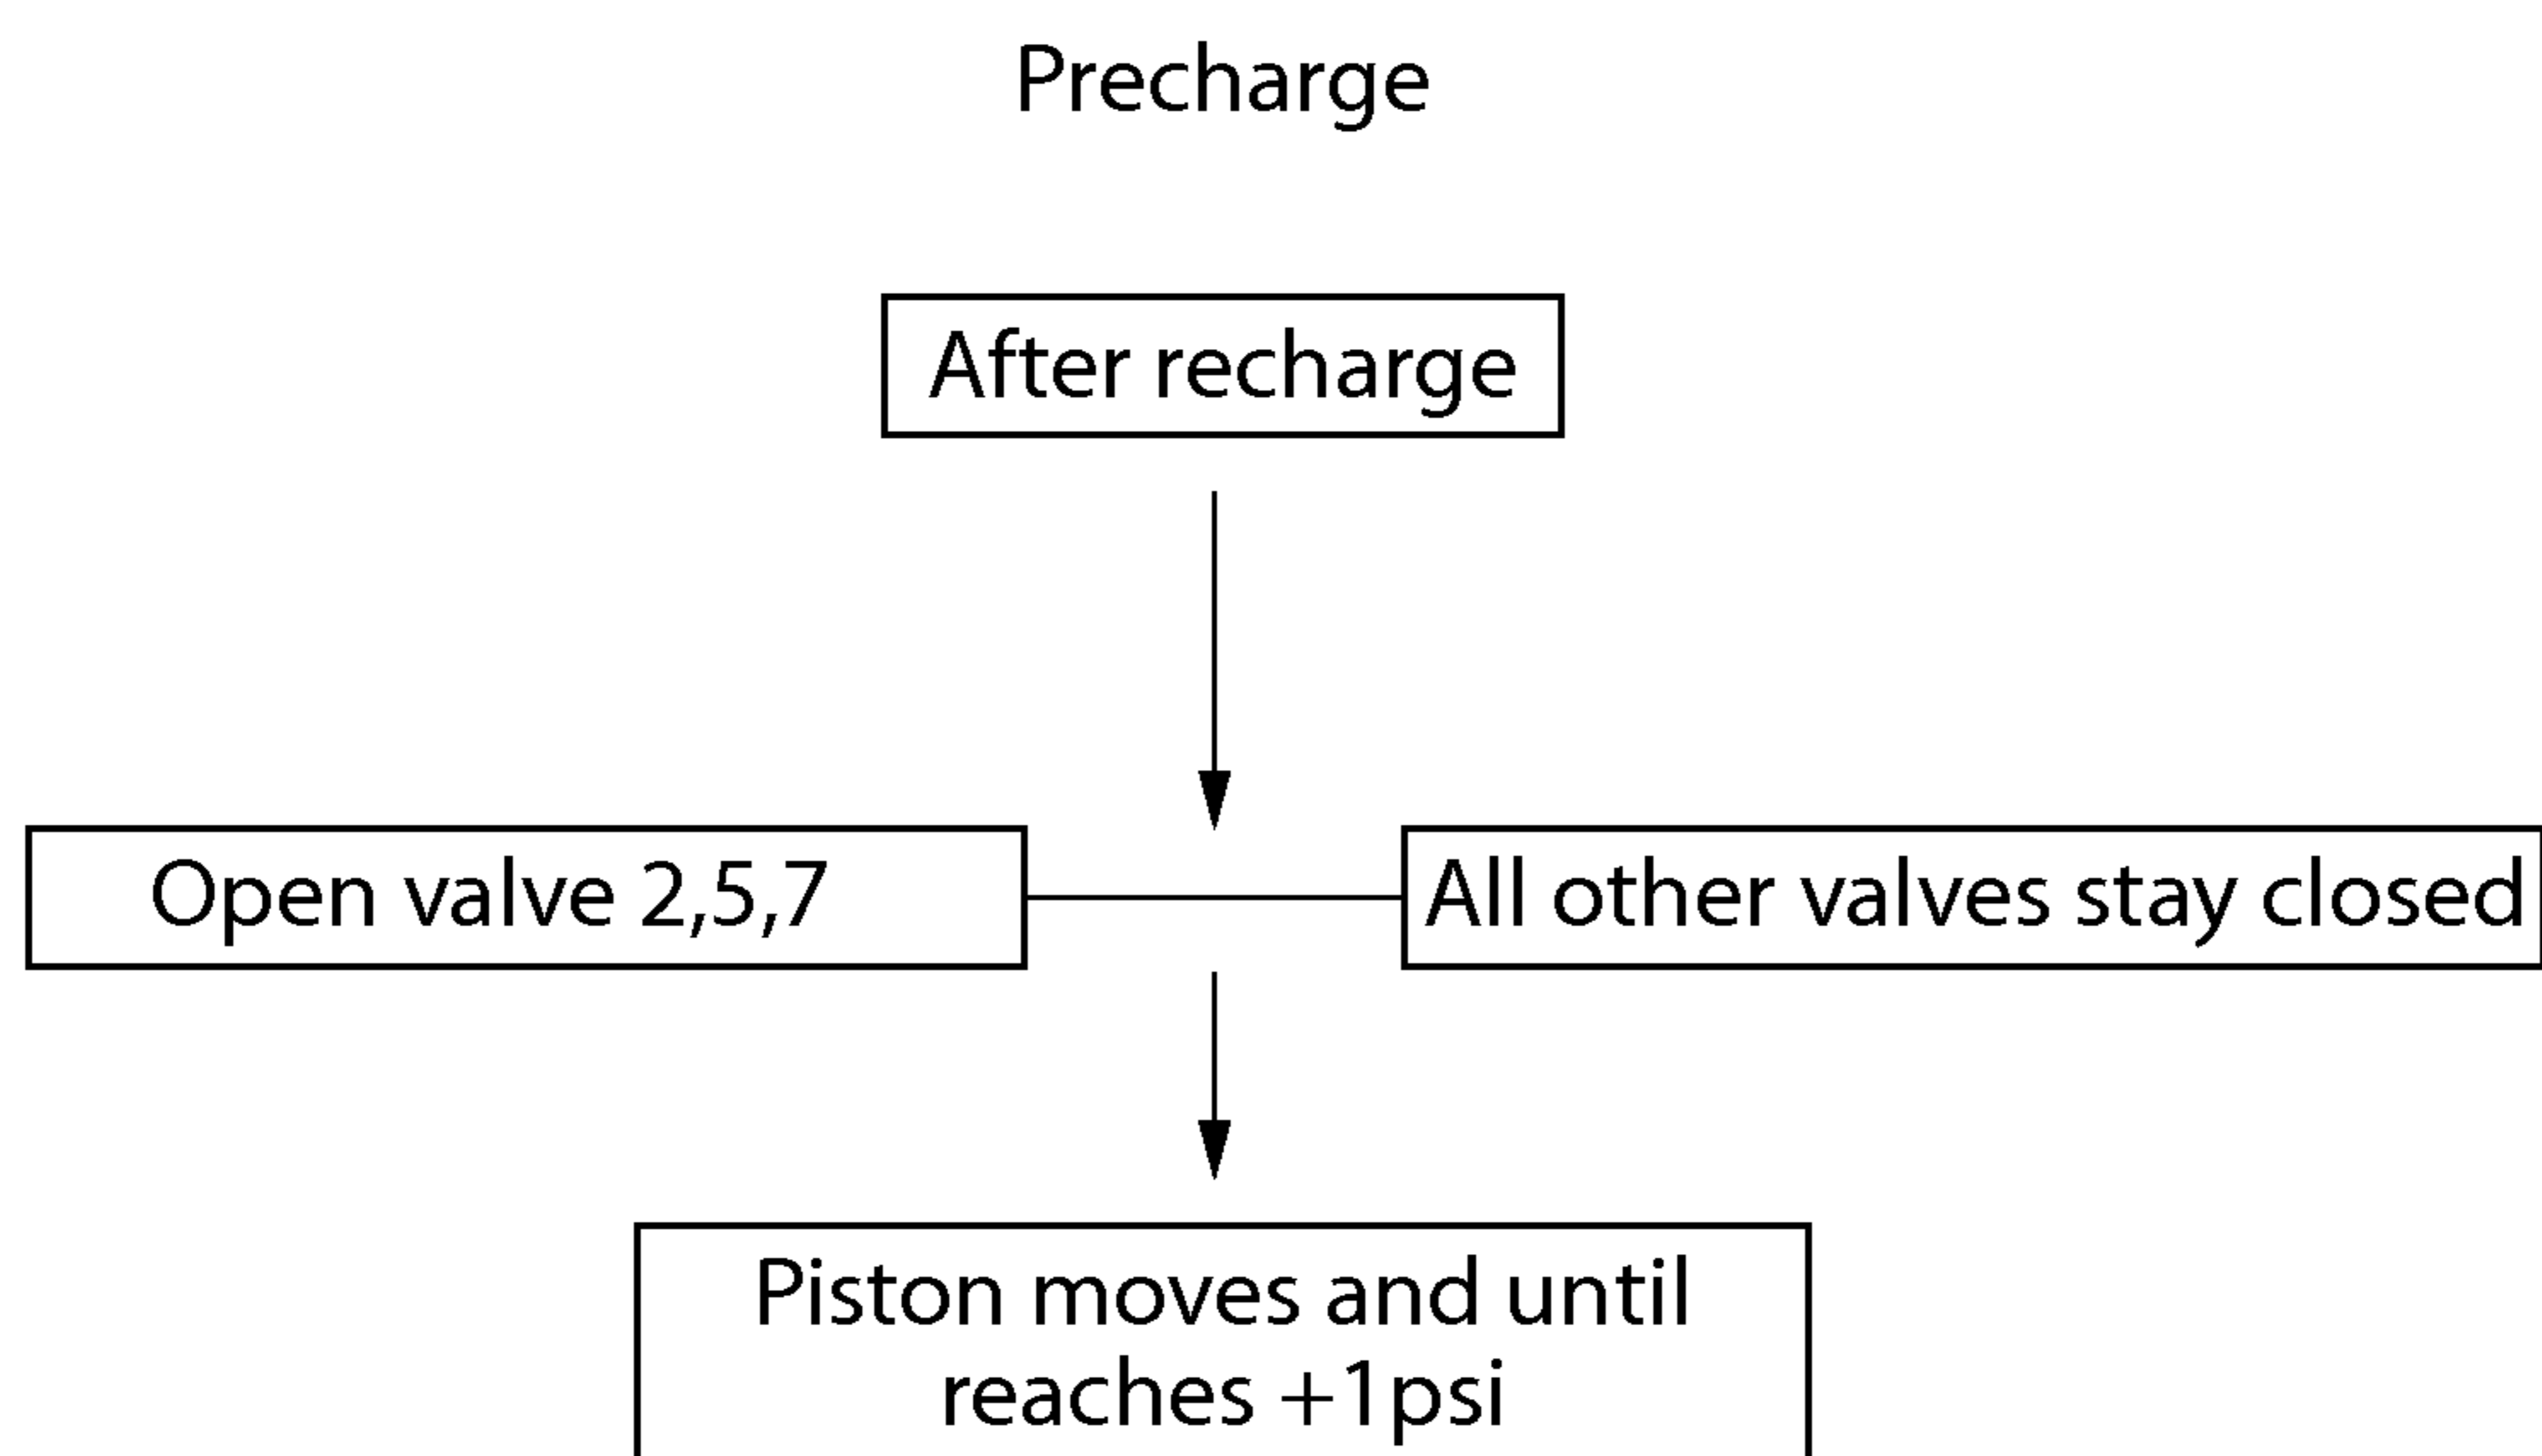 Precharge
After recharge
Open valve 2,5,7
All other valves stay closed
Piston moves and until
reaches +1psi